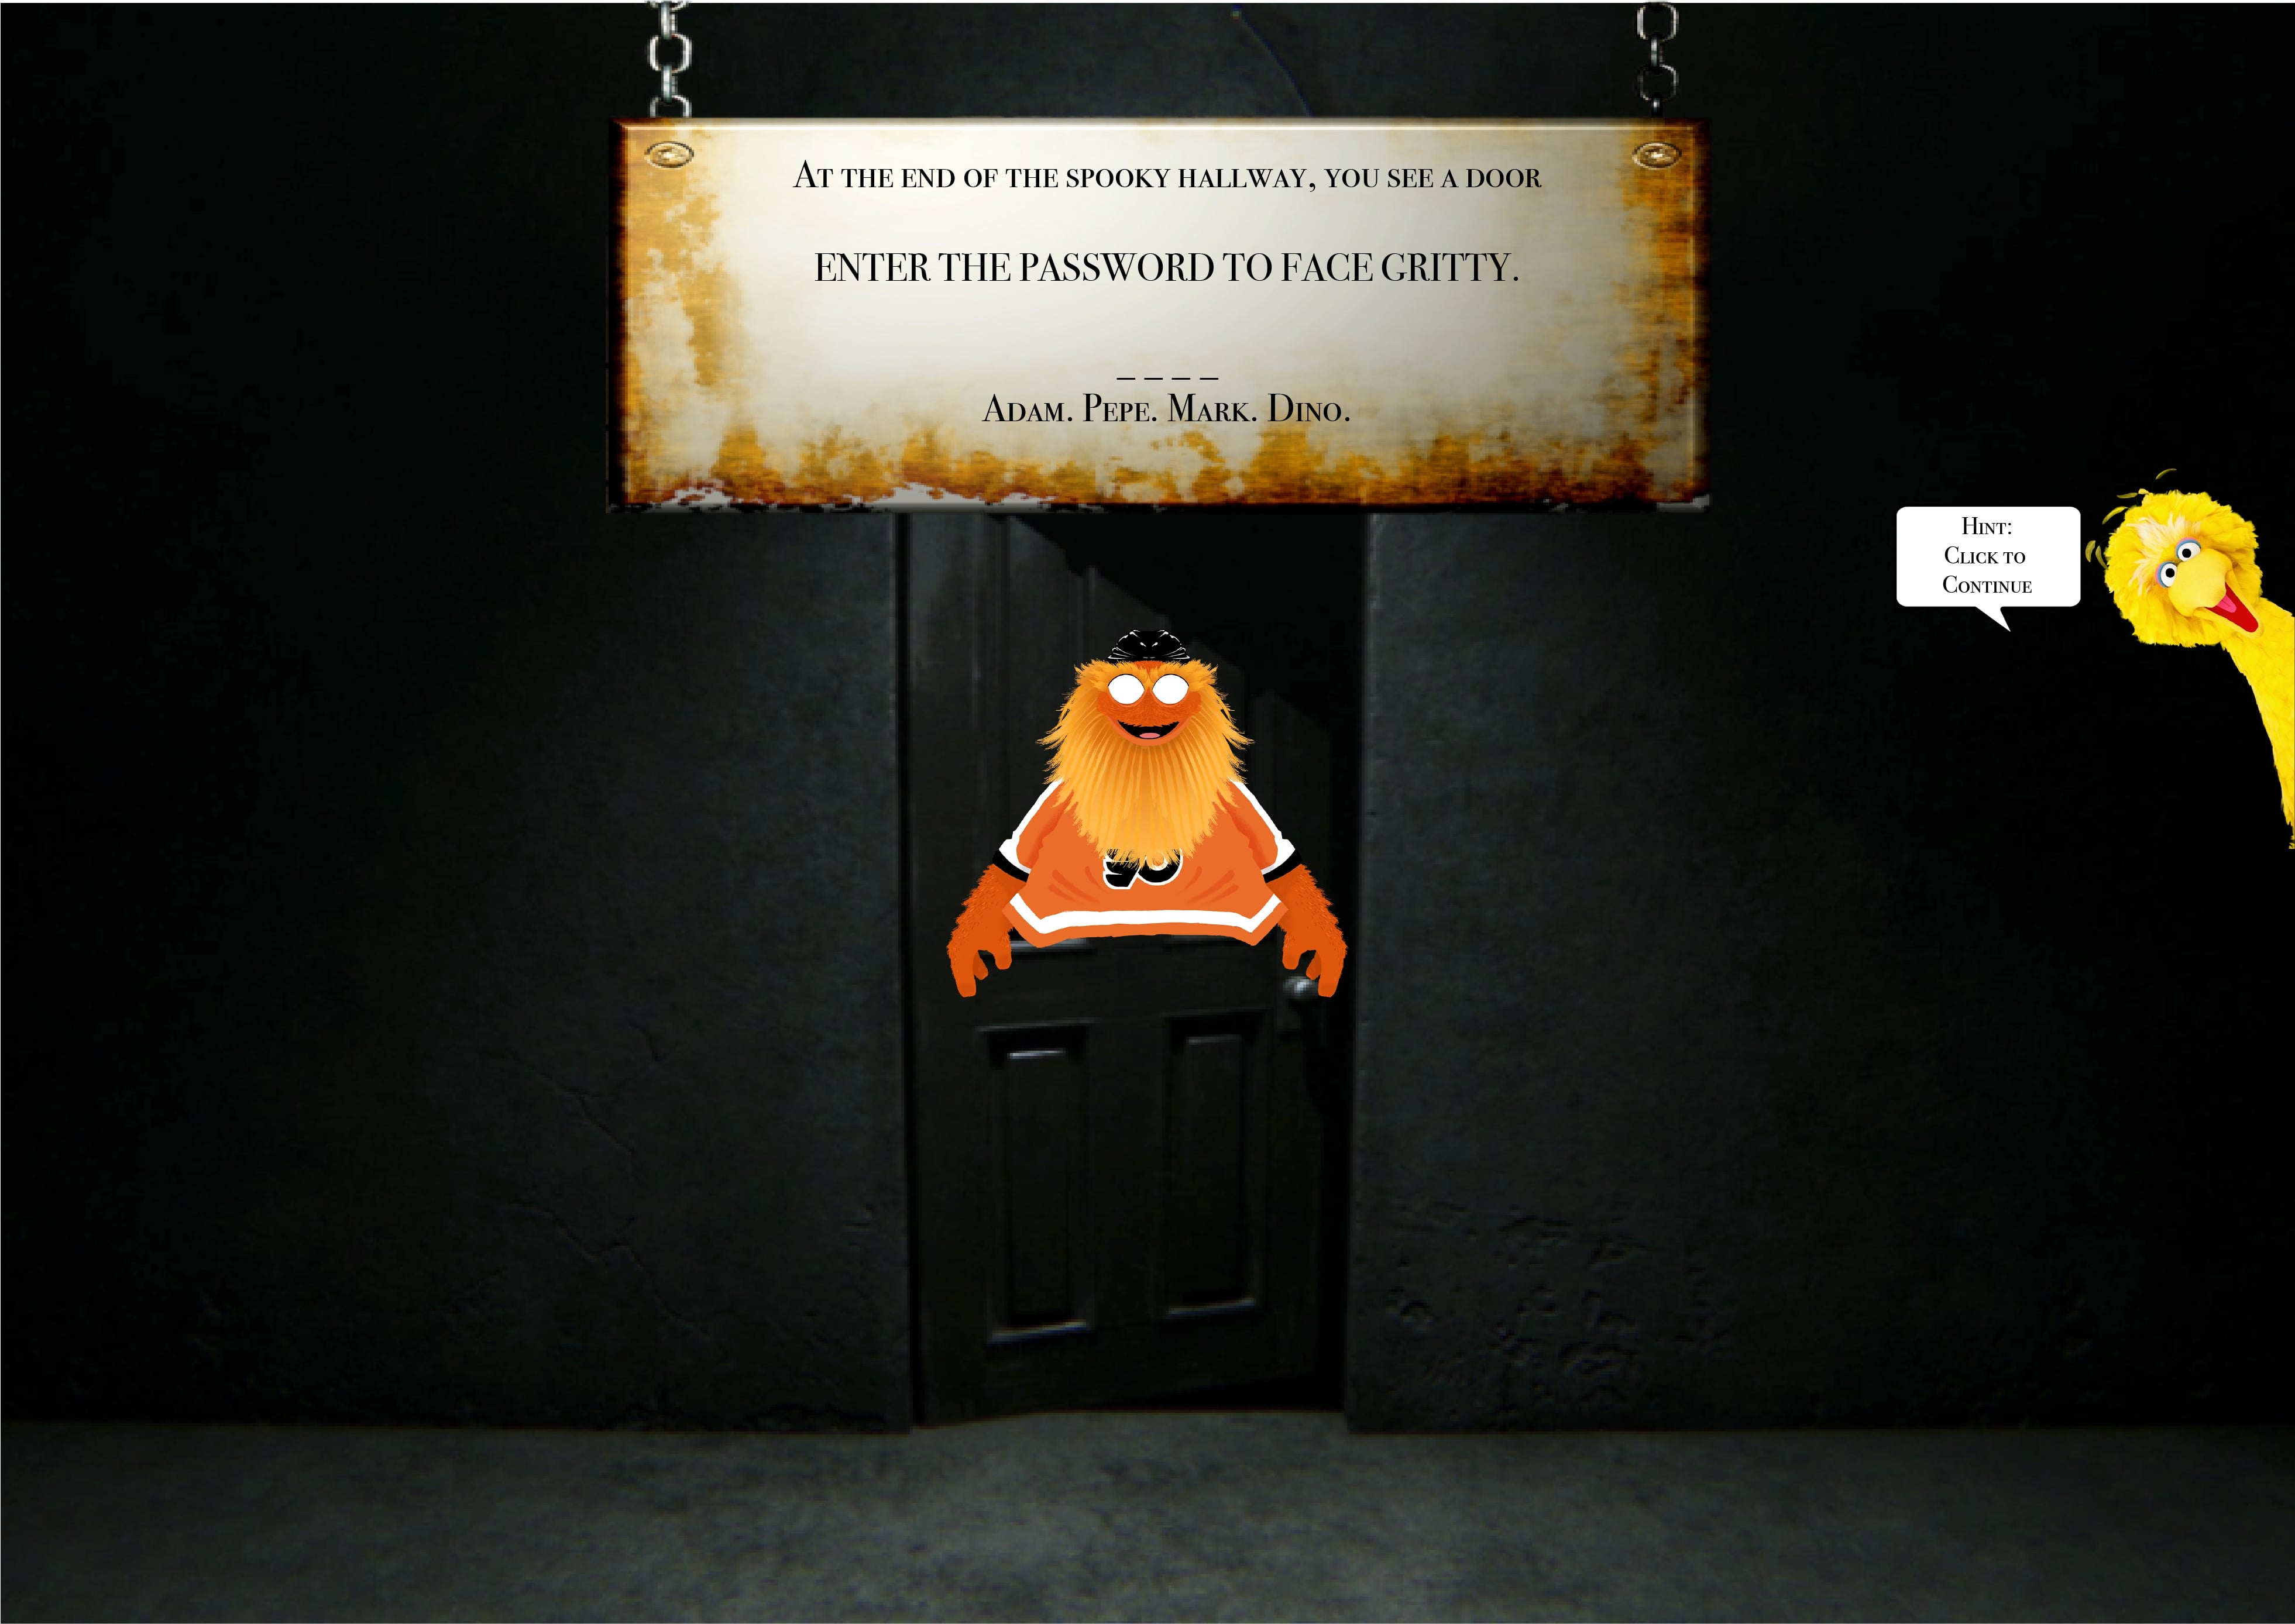 At the end of the spooky hallway, you see a door
ENTER THE PASSWORD TO FACE GRITTY.
_ _ _ _
Adam. Pepe. Mark. Dino.
Hint:
Click to
Continue